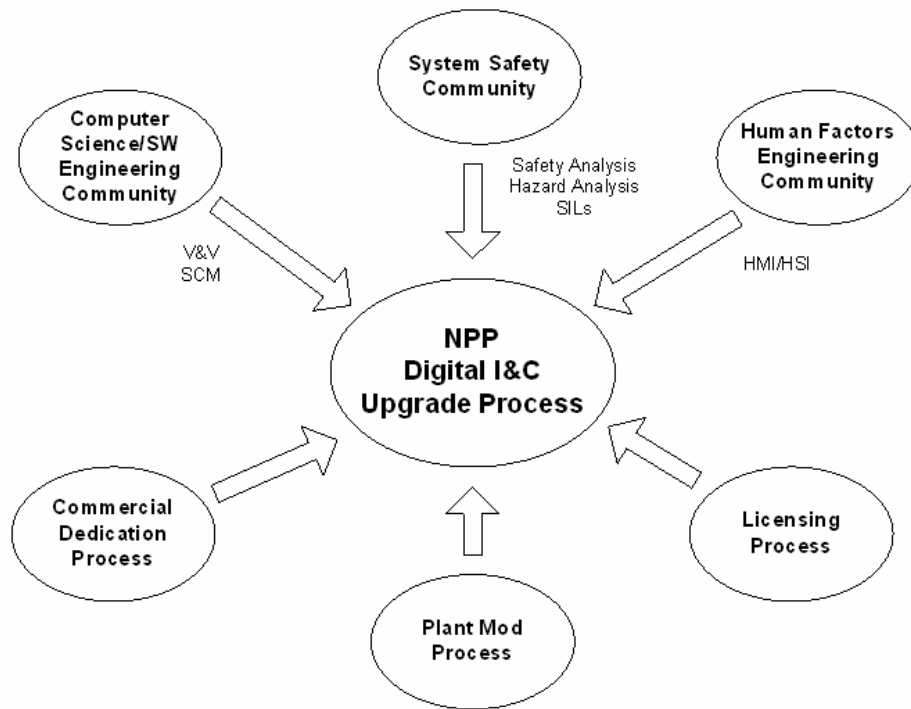 System Safety
Community
Computer
Science/SW
Engineering
Community
Human Factors
Engineering
Community
Safety Analysis
Hazard Analysis
SILs
V&V
SCM
HMI/HSI
NPP
Digital I&C
Upgrade Process
Commercial
Dedication
Process
Licensing
Process
Plant Mod
Process